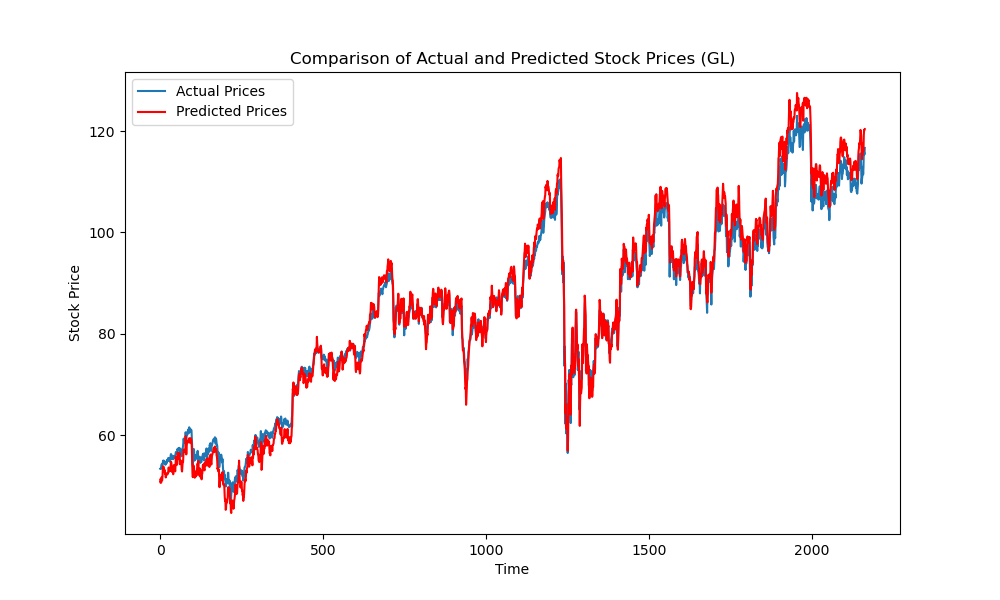 Comparison of Actual and Predicted Stock Prices (GL)
Actual Prices
Predicted Prices
120
100
80
60
Stock Price
0 500 1000 1500 2000
Time